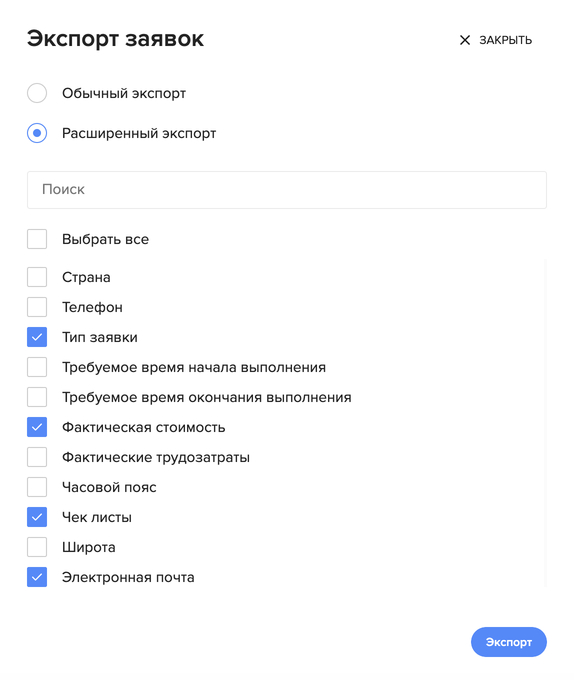 Экспорт заявок
ЗАКРЫТЬ
Обычный экспорт
Расширенный экспорт
Поиск
Выбрать все
Страна
Телефон
Тип заявки
Требуемое время начала выполнения
Требуемое время окончания выполнения
Фактическая стоимость
Фактические трудозатраты
Часовой пояс
Чек листы
Широта
Электронная почта
Экспорт